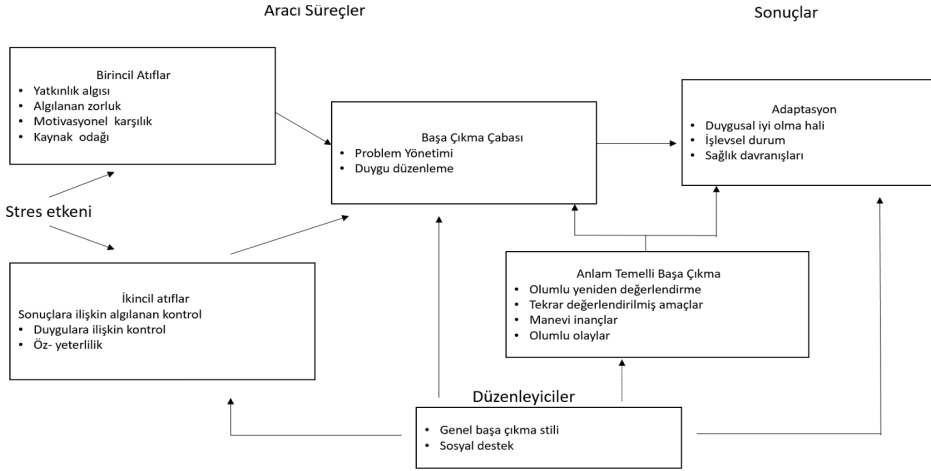 Aracı Süreçler
Sonuçlar
Birincil Atıflar
• Yatkınlık algısı
• Algılanan zorluk
• Motivasyonel karşılık
• Kaynak odağı
Başa Çıkma Çabası
• Problem Yönetimi
• Duygu düzenleme
Adaptasyon
• Duygusal iyi olma hali
• İşlevsel durum
• Sağlık davranışları
Stres etkeni
İkincil atıflar
Sonuçlara ilişkin algılanan kontrol
• Duygulara ilişkin kontrol
• Öz- yeterlilik
Anlam Temelli Başa Çıkma
• Olumlu yeniden değerlendirme
• Tekrar değerlendirilmiş amaçlar
• Manevi inançlar
• Olumlu olaylar
Düzenleyiciler
• Genel başa çıkma stili
• Sosyal destek